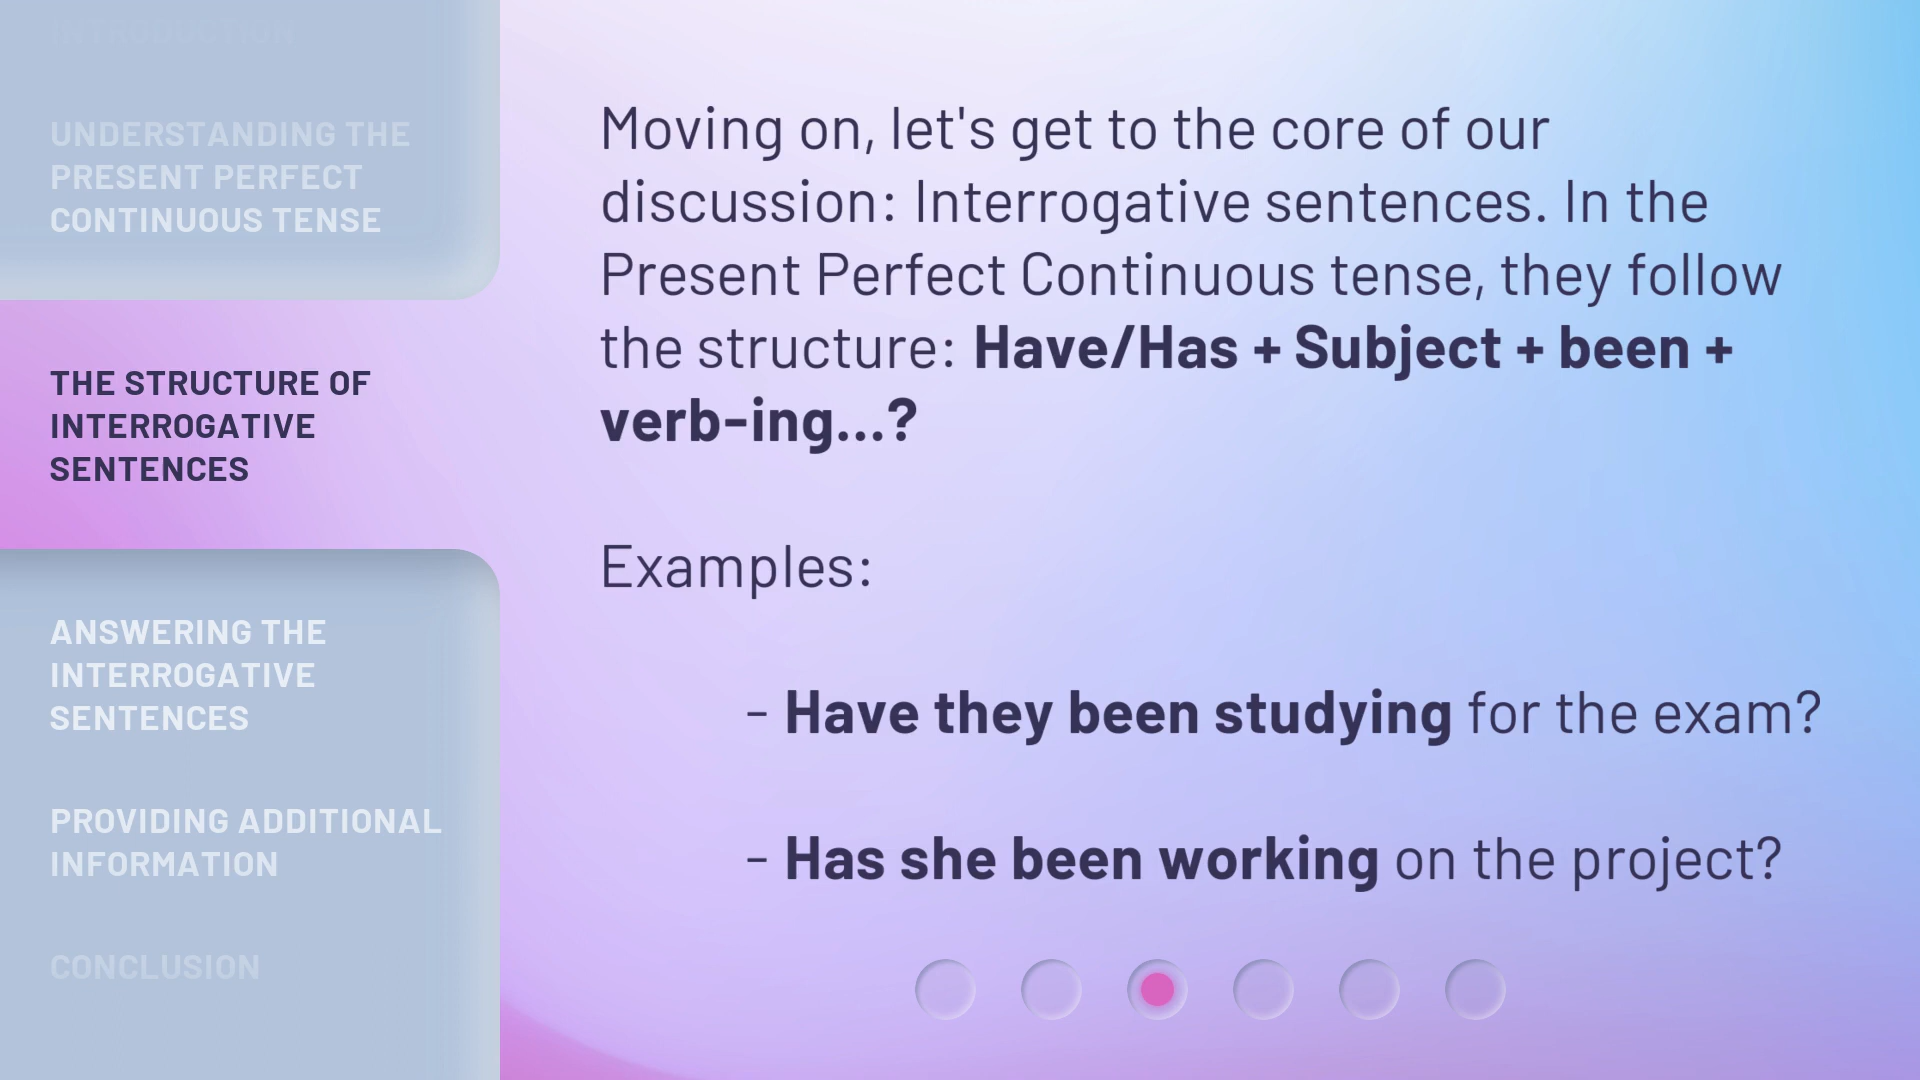 INTRODUCTION
UNDERSTANDING THE
PRESENT PERFECT
CONTINUOUS TENSE
THE STRUCTURE OF
INTERROGATIVE
SENTENCES
ANSWERING THE
INTERROGATIVE
SENTENCES
PROVIDING ADDITIONAL
INFORMATION
CONCLUSION
Moving on, let's get to the core of our
discussion: Interrogative sentences. In the
Present Perfect Continuous tense, they follow
the structure: Have/Has + Subject + been +
verb-ing...?
Examples:
- Have they been studying for the exam?
- Has she been working on the project?